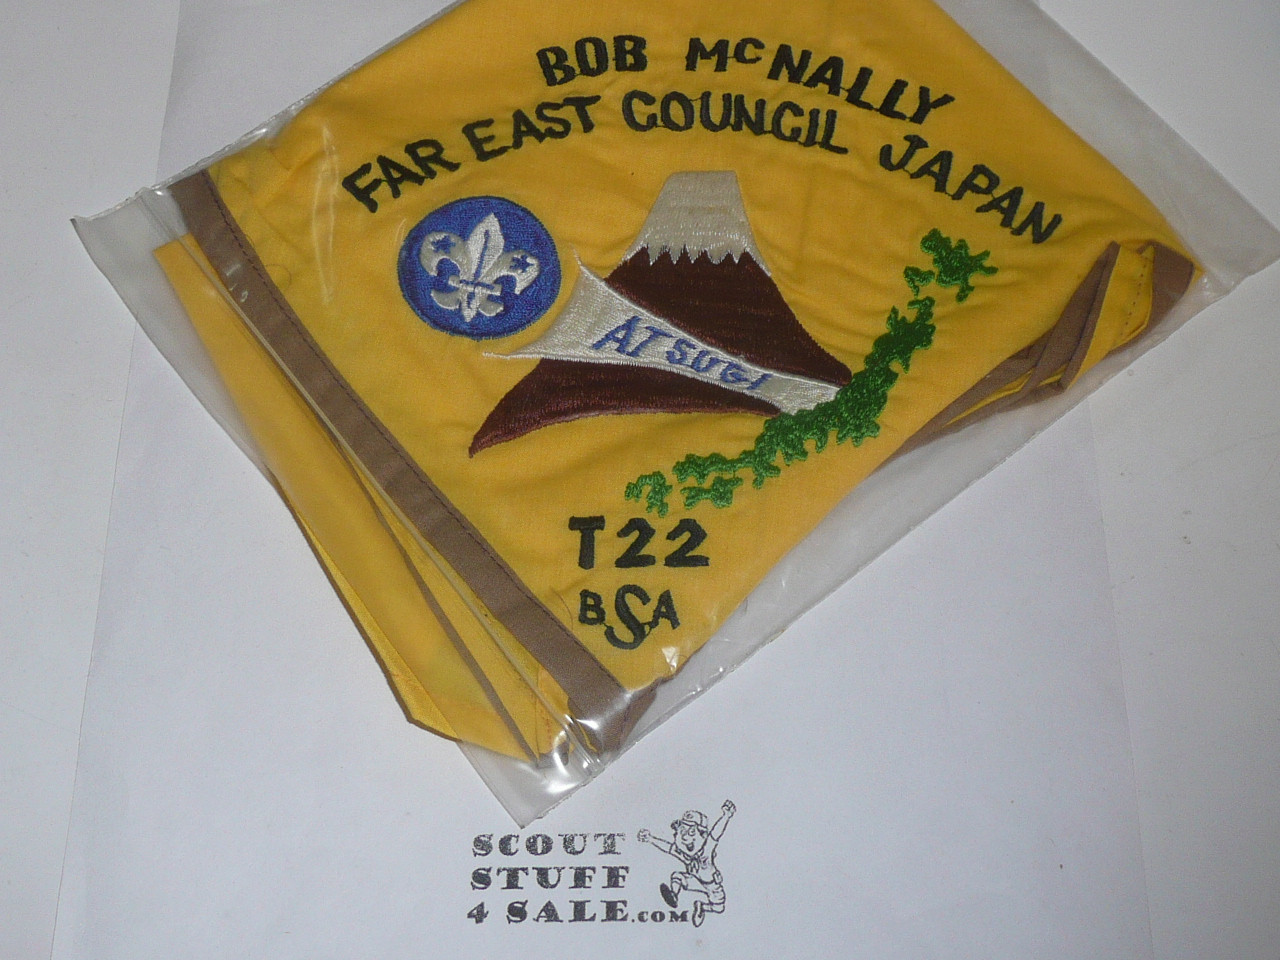 BOB McNALLY
FAR EAST COUNCIL JAPAN
ATSUGI
T22
BSA
SCOUT
STUFF
4 SALE.COM